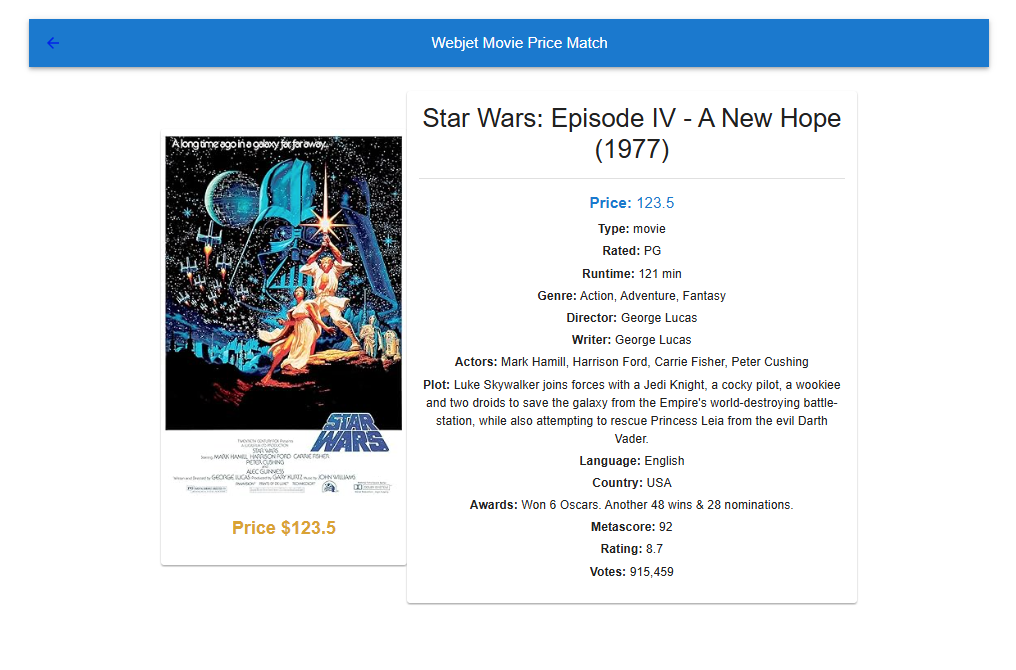 Webjet Movie Price Match
A long time ago in a galaxy far far away...
STAR
WARS
TWENTIETH CENTURY-FOX Presents
A LUCASFILM LTD PRODUCTION
STAR WARS
Starring MARK HAMILL HARRISON FORD CARRIE FISHER
PETER CUSHING
and
ALEC GUINNESS
Written and Directed by GEORGE LUCAS Produced by GARY KURTZ Music by JOHN WILLIAMS
Price $123.5
Star Wars: Episode IV - A New Hope
(1977)
Price: 123.5
Type: movie
Rated: PG
Runtime: 121 min
Genre: Action, Adventure, Fantasy
Director: George Lucas
Writer: George Lucas
Actors: Mark Hamill, Harrison Ford, Carrie Fisher, Peter Cushing
Plot: Luke Skywalker joins forces with a Jedi Knight, a cocky pilot, a wookiee
and two droids to save the galaxy from the Empire's world-destroying battle-
station, while also attempting to rescue Princess Leia from the evil Darth
Vader.
Language: English
Country: USA
Awards: Won 6 Oscars. Another 48 wins & 28 nominations.
Metascore: 92
Rating: 8.7
Votes: 915,459